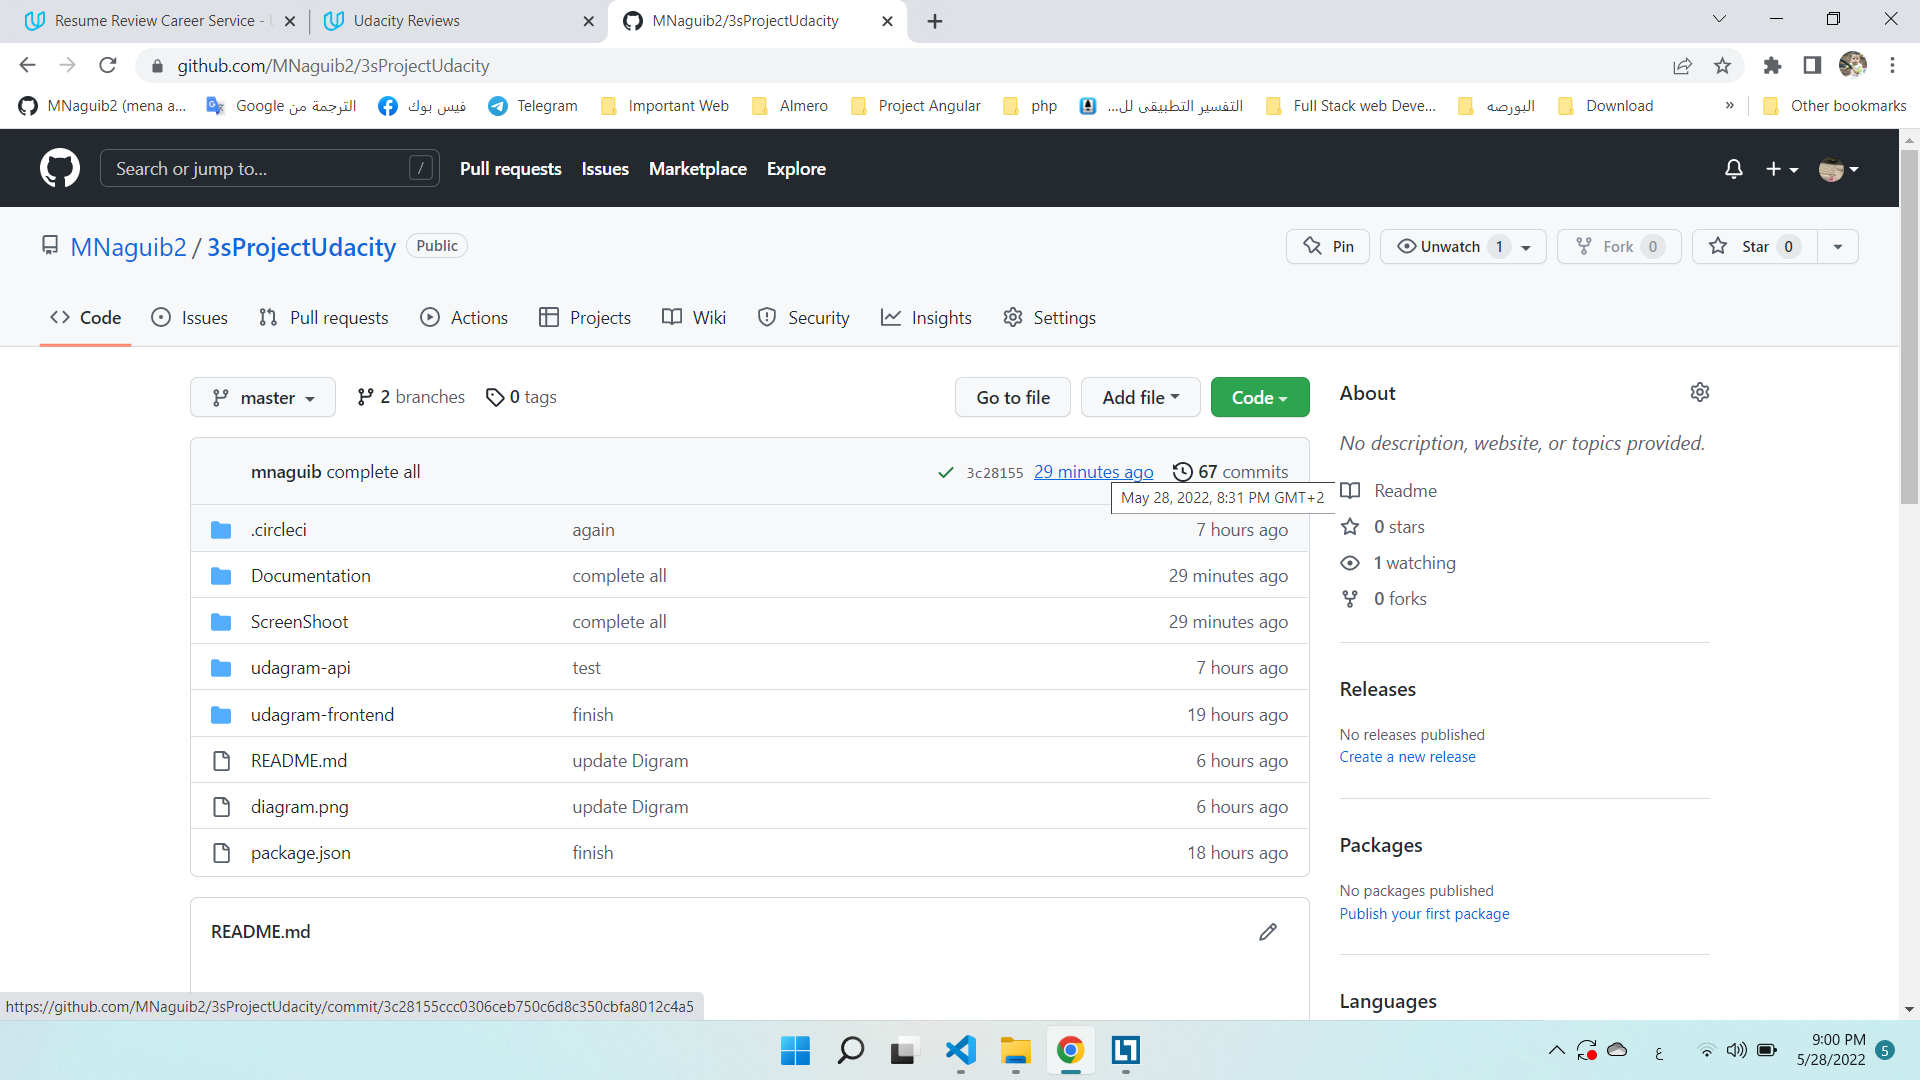 Resume Review Career Service - U
Udacity Reviews
MNaguib2/3sProjectUdacity
github.com/MNaguib2/3sProjectUdacity
MNaguib2 (mena a...
الترجمة من Google
فيس بوك
Telegram
Important Web
Almero
Project Angular
php
التفسير التطبيقى لل...
Full Stack web Deve...
البورصه
Download
»
Other bookmarks
Search or jump to...
/
Pull requests
Issues
Marketplace
Explore
MNaguib2 / 3sProjectUdacity
Public
Pin
Unwatch 1
Fork 0
Star 0
Code
Issues
Pull requests
Actions
Projects
Wiki
Security
Insights
Settings
master
2 branches
0 tags
Go to file
Add file
Code
mnaguib complete all
3c28155
29 minutes ago
67 commits
May 28, 2022, 8:31 PM GMT+2
.circleci again 7 hours ago
Documentation complete all 29 minutes ago
ScreenShoot complete all 29 minutes ago
udagram-api test 7 hours ago
udagram-frontend finish 19 hours ago
README.md update Digram 6 hours ago
diagram.png update Digram 6 hours ago
package.json finish 18 hours ago
README.md
About
No description, website, or topics provided.
Readme
0 stars
1 watching
0 forks
Releases
No releases published
Create a new release
Packages
No packages published
Publish your first package
Languages
https://github.com/MNaguib2/3sProjectUdacity/commit/3c28155ccc0306ceb750c6d8c350cbfa8012c4a5
ع
9:00 PM
5/28/2022
5